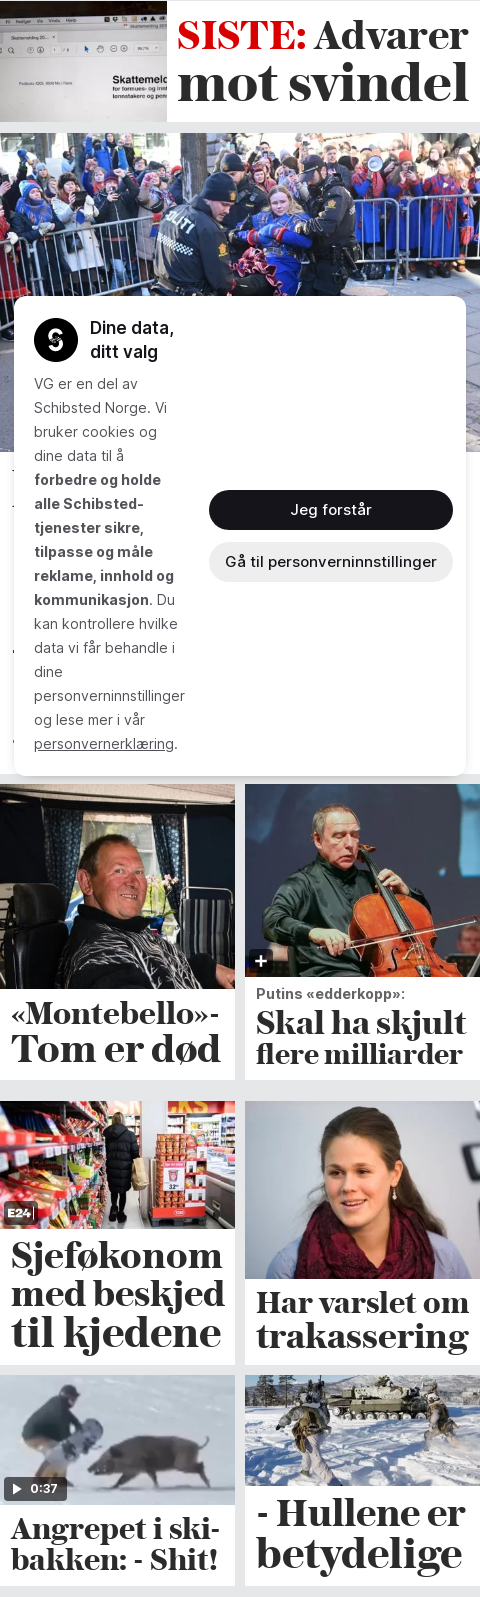 Skattemeld
for formues- og innt
lønnstakere og pens
SISTE: Advarer
mot svindel
POLITI
Dine data,
ditt valg
VG er en del av
Schibsted Norge. Vi
bruker cookies og
dine data til å
forbedre og holde
alle Schibsted-
tjenester sikre,
tilpasse og måle
reklame, innhold og
kommunikasjon. Du
kan kontrollere hvilke
data vi får behandle i
dine
personverninnstillinger
og lese mer i vår
personvernerklæring.
Jeg forstår
Gå til personverninnstillinger
«Montebello»-
Tom er død
Putins «edderkopp»:
Skal ha skjult
flere milliarder
E24
Sjeføkonom
med beskjed
til kjedene
Har varslet om
trakassering
0:37
Angrepet i ski-
bakken: - Shit!
- Hullene er
betydelige